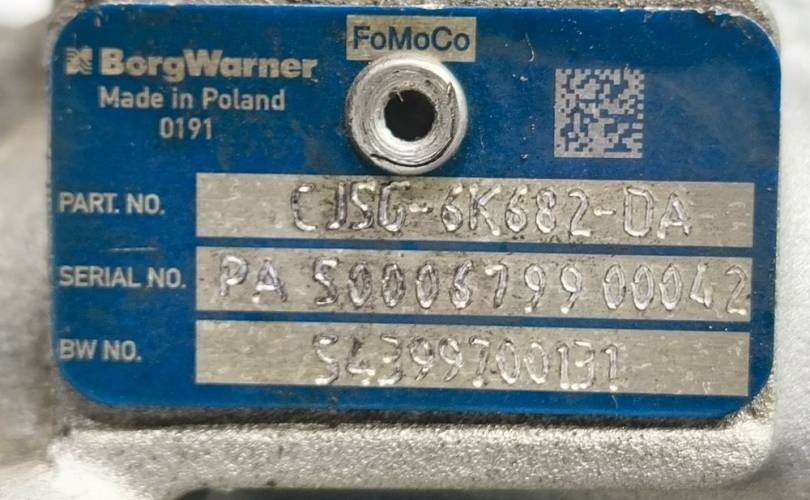 FoMoCo
BorgWarner
Made in Poland
0191
PART. NO. CJ5G-6K682-DA
SERIAL NO. PA S0006799 00042
BW NO. 54399700131